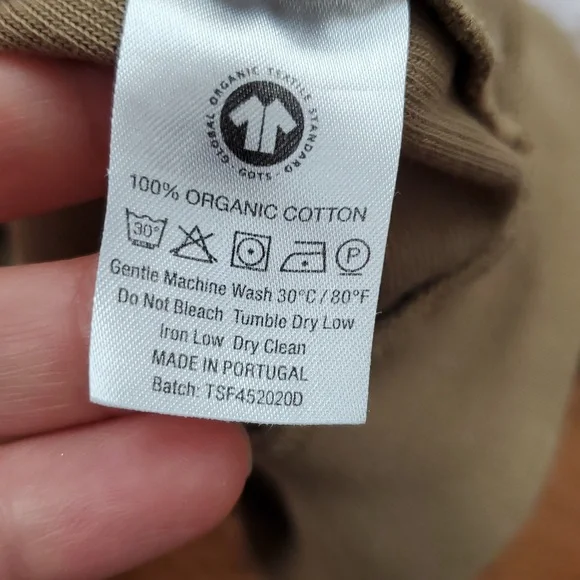 GLOBAL ORGANIC TEXTILE STANDARD
· GOTS ·
100% ORGANIC COTTON
30° P
Gentle Machine Wash 30°C / 80°F
Do Not Bleach Tumble Dry Low
Iron Low Dry Clean
MADE IN PORTUGAL
Batch: TSF452020D